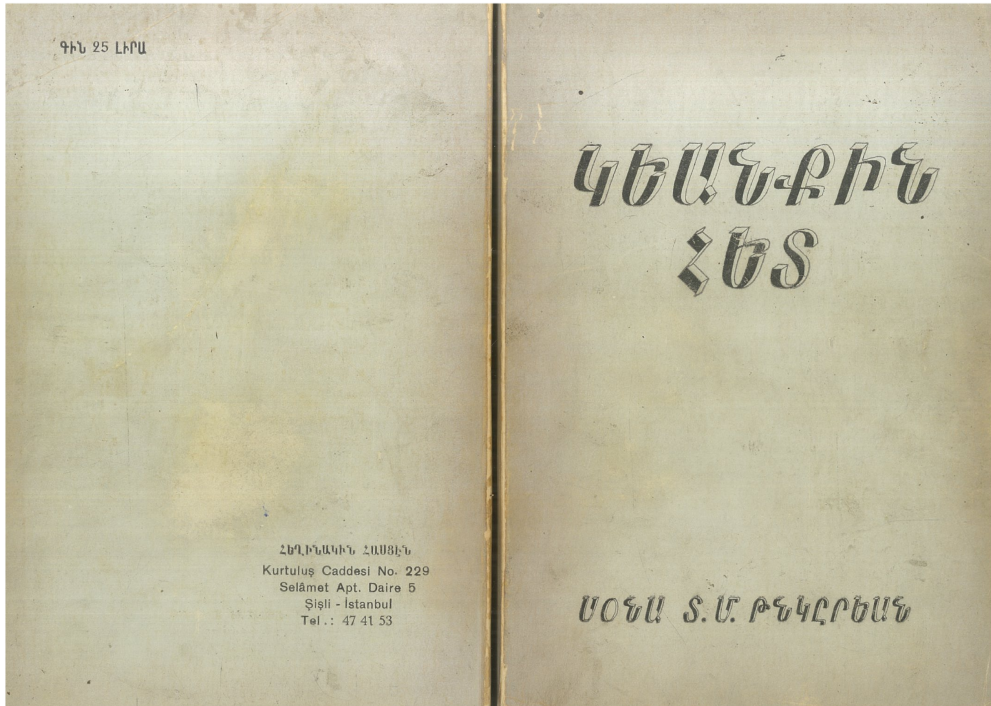 ԳԻՆ 25 ԼԻՐԱ
ՀԵՂԻՆԱԿԻՆ ՀԱՍՑԷՆ
Kurtuluş Caddesi No. 229
Selâmet Apt. Daire 5
Şişli - İstanbul
Tel.: 47 41 53
ԿԵԱՆՔԻՆ
ՀԵՏ
ՍՕՆԱ Տ.Մ. ԹՆԿԸՐԵԱՆ